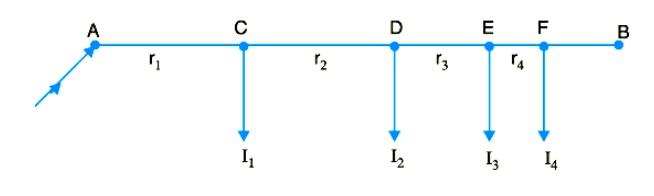 A C D E F B
r₁ r₂ r₃ r₄
I₁ I₂ I₃ I₄